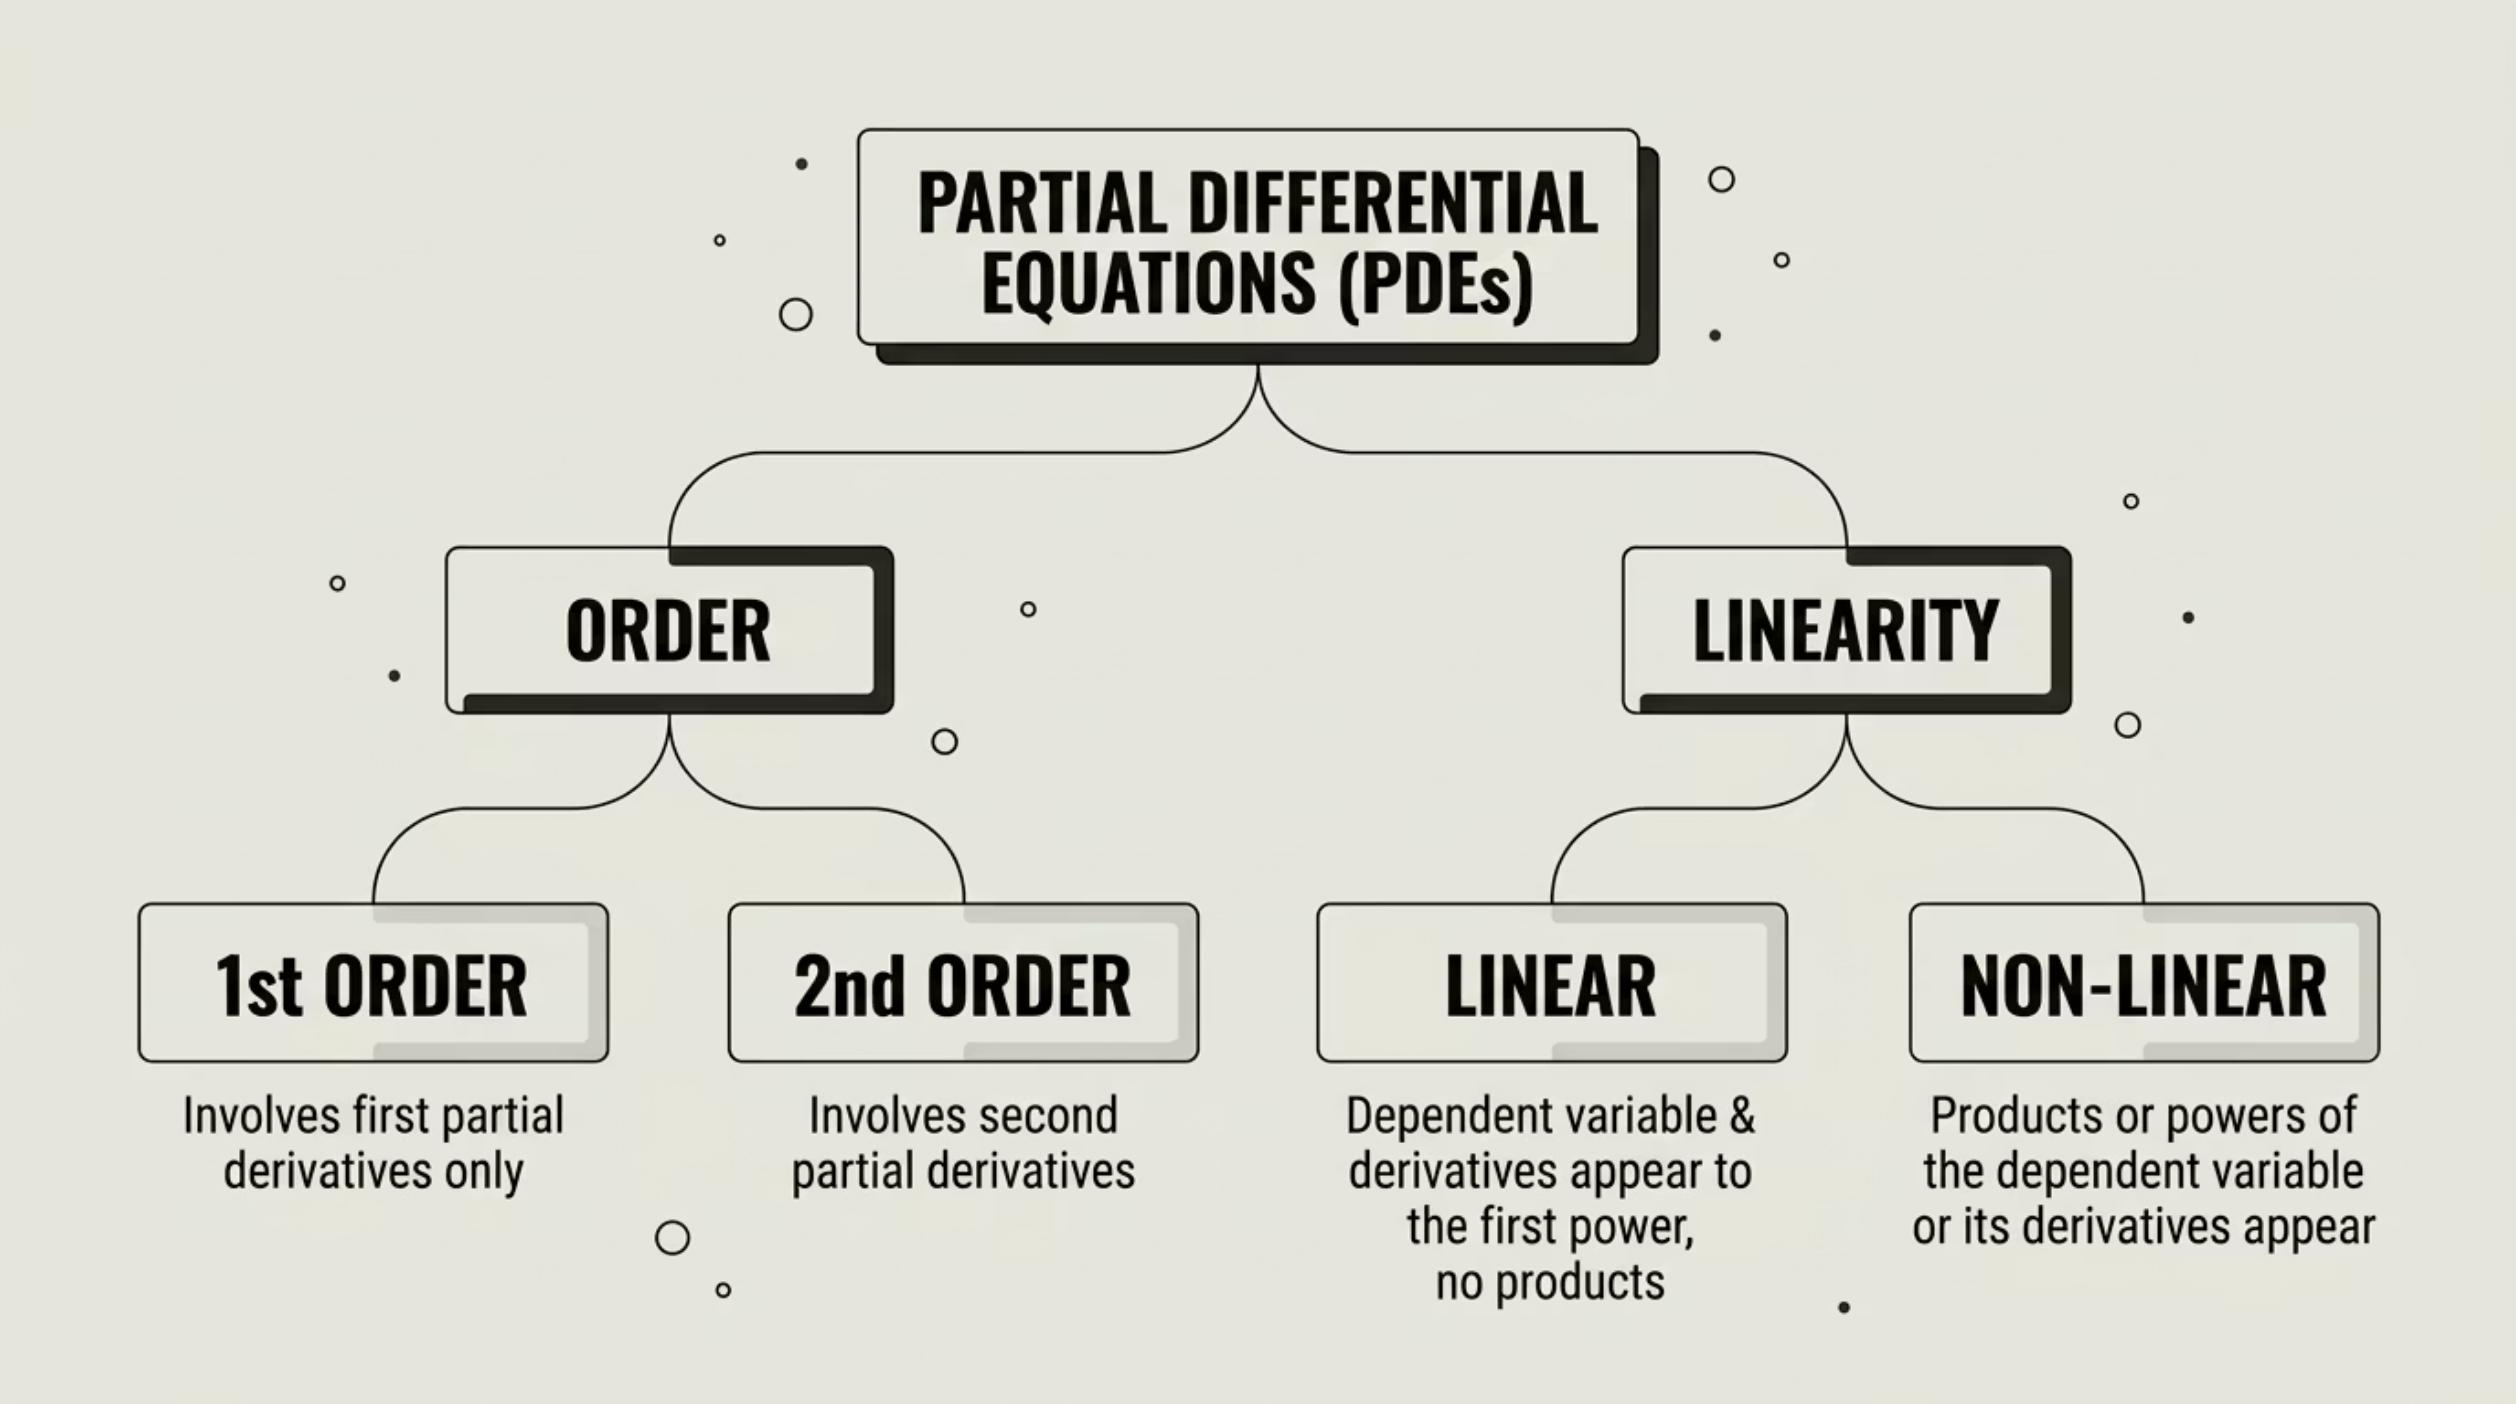 PARTIAL DIFFERENTIAL
EQUATIONS (PDEs)
ORDER
LINEARITY
1st ORDER
Involves first partial
derivatives only
2nd ORDER
Involves second
partial derivatives
LINEAR
Dependent variable &
derivatives appear to
the first power,
no products
NON-LINEAR
Products or powers of
the dependent variable
or its derivatives appear